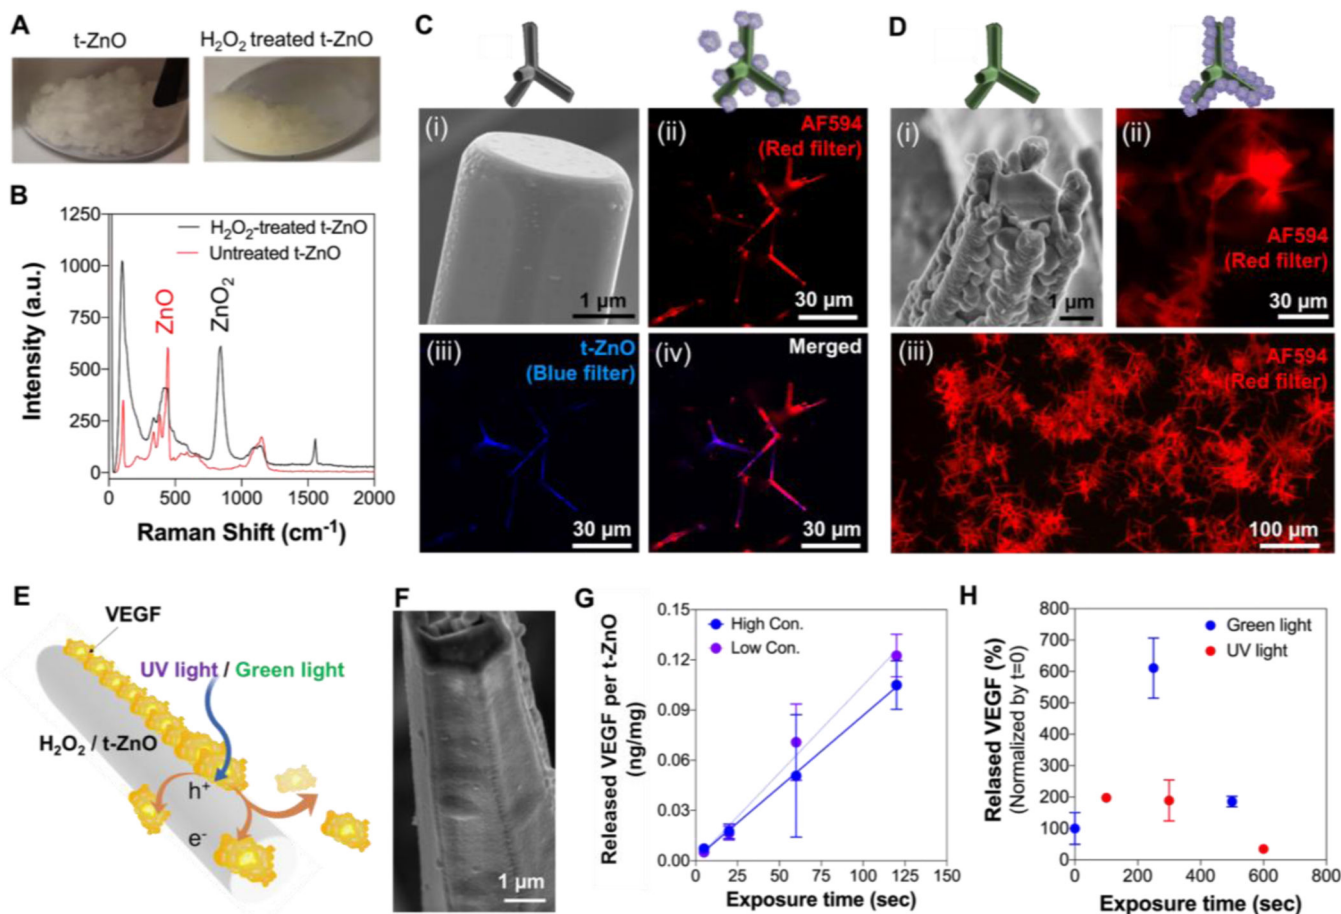 A
t-ZnO
H₂O₂ treated t-ZnO
B
Intensity (a.u.)
1250
1000
750
500
250
0
H₂O₂-treated t-ZnO
Untreated t-ZnO
ZnO
ZnO₂
0
500
1000
1500
2000
Raman Shift (cm⁻¹)
C
(i)
1 μm
(ii)
AF594
(Red filter)
30 μm
(iii)
t-ZnO
(Blue filter)
30 μm
(iv)
Merged
30 μm
D
(i)
1 μm
(ii)
AF594
(Red filter)
30 μm
(iii)
AF594
(Red filter)
100 μm
E
VEGF
UV light / Green light
H₂O₂ / t-ZnO
h⁺
e⁻
F
1 μm
G
Released VEGF per t-ZnO
(ng/mg)
0.15
0.12
0.09
0.06
0.03
0.00
High Con.
Low Con.
0
25
50
75
100
125
150
Exposure time (sec)
H
Relased VEGF (%)
(Normalized by t=0)
800
700
600
500
400
300
200
100
0
Green light
UV light
0
200
400
600
800
Exposure time (sec)